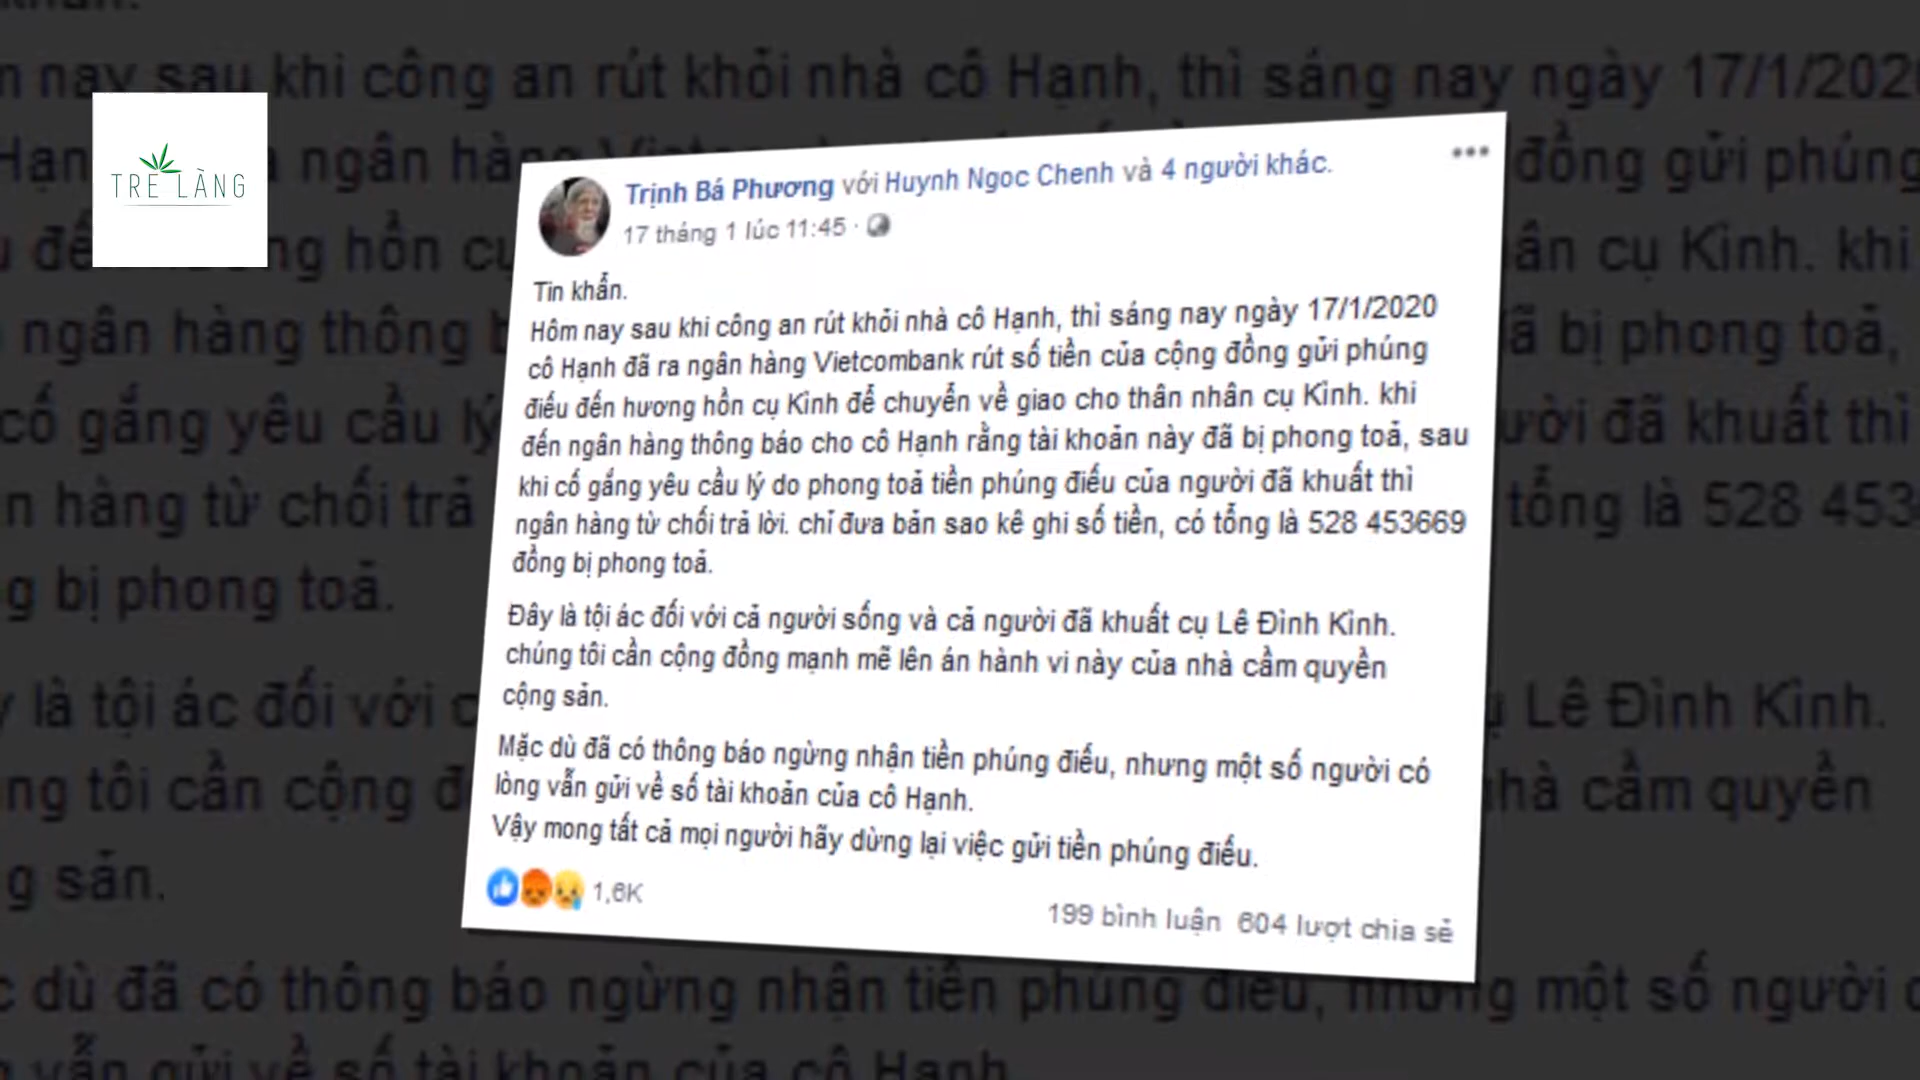 TRE LÀNG
Trịnh Bá Phương với Huynh Ngoc Chenh và 4 người khác.
17 tháng 1 lúc 11:45 ·
Tin khẩn.
Hôm nay sau khi công an rút khỏi nhà cô Hạnh, thì sáng nay ngày 17/1/2020
cô Hạnh đã ra ngân hàng Vietcombank rút số tiền của cộng đồng gửi phúng
điếu đến hương hồn cụ Kình để chuyển về giao cho thân nhân cụ Kình. khi
đến ngân hàng thông báo cho cô Hạnh rằng tài khoản này đã bị phong toả, sau
khi cố gắng yêu cầu lý do phong toả tiền phúng điếu của người đã khuất thì
ngân hàng từ chối trả lời. chỉ đưa bản sao kê ghi số tiền, có tổng là 528 453669
đồng bị phong toả.
Đây là tội ác đối với cả người sống và cả người đã khuất cụ Lê Đình Kình.
chúng tôi cần cộng đồng mạnh mẽ lên án hành vi này của nhà cầm quyền
cộng sản.
Mặc dù đã có thông báo ngừng nhận tiền phúng điếu, nhưng một số người có
lòng vẫn gửi về số tài khoản của cô Hạnh.
Vậy mong tất cả mọi người hãy dừng lại việc gửi tiền phúng điếu.
1,6K
199 bình luận 604 lượt chia sẻ